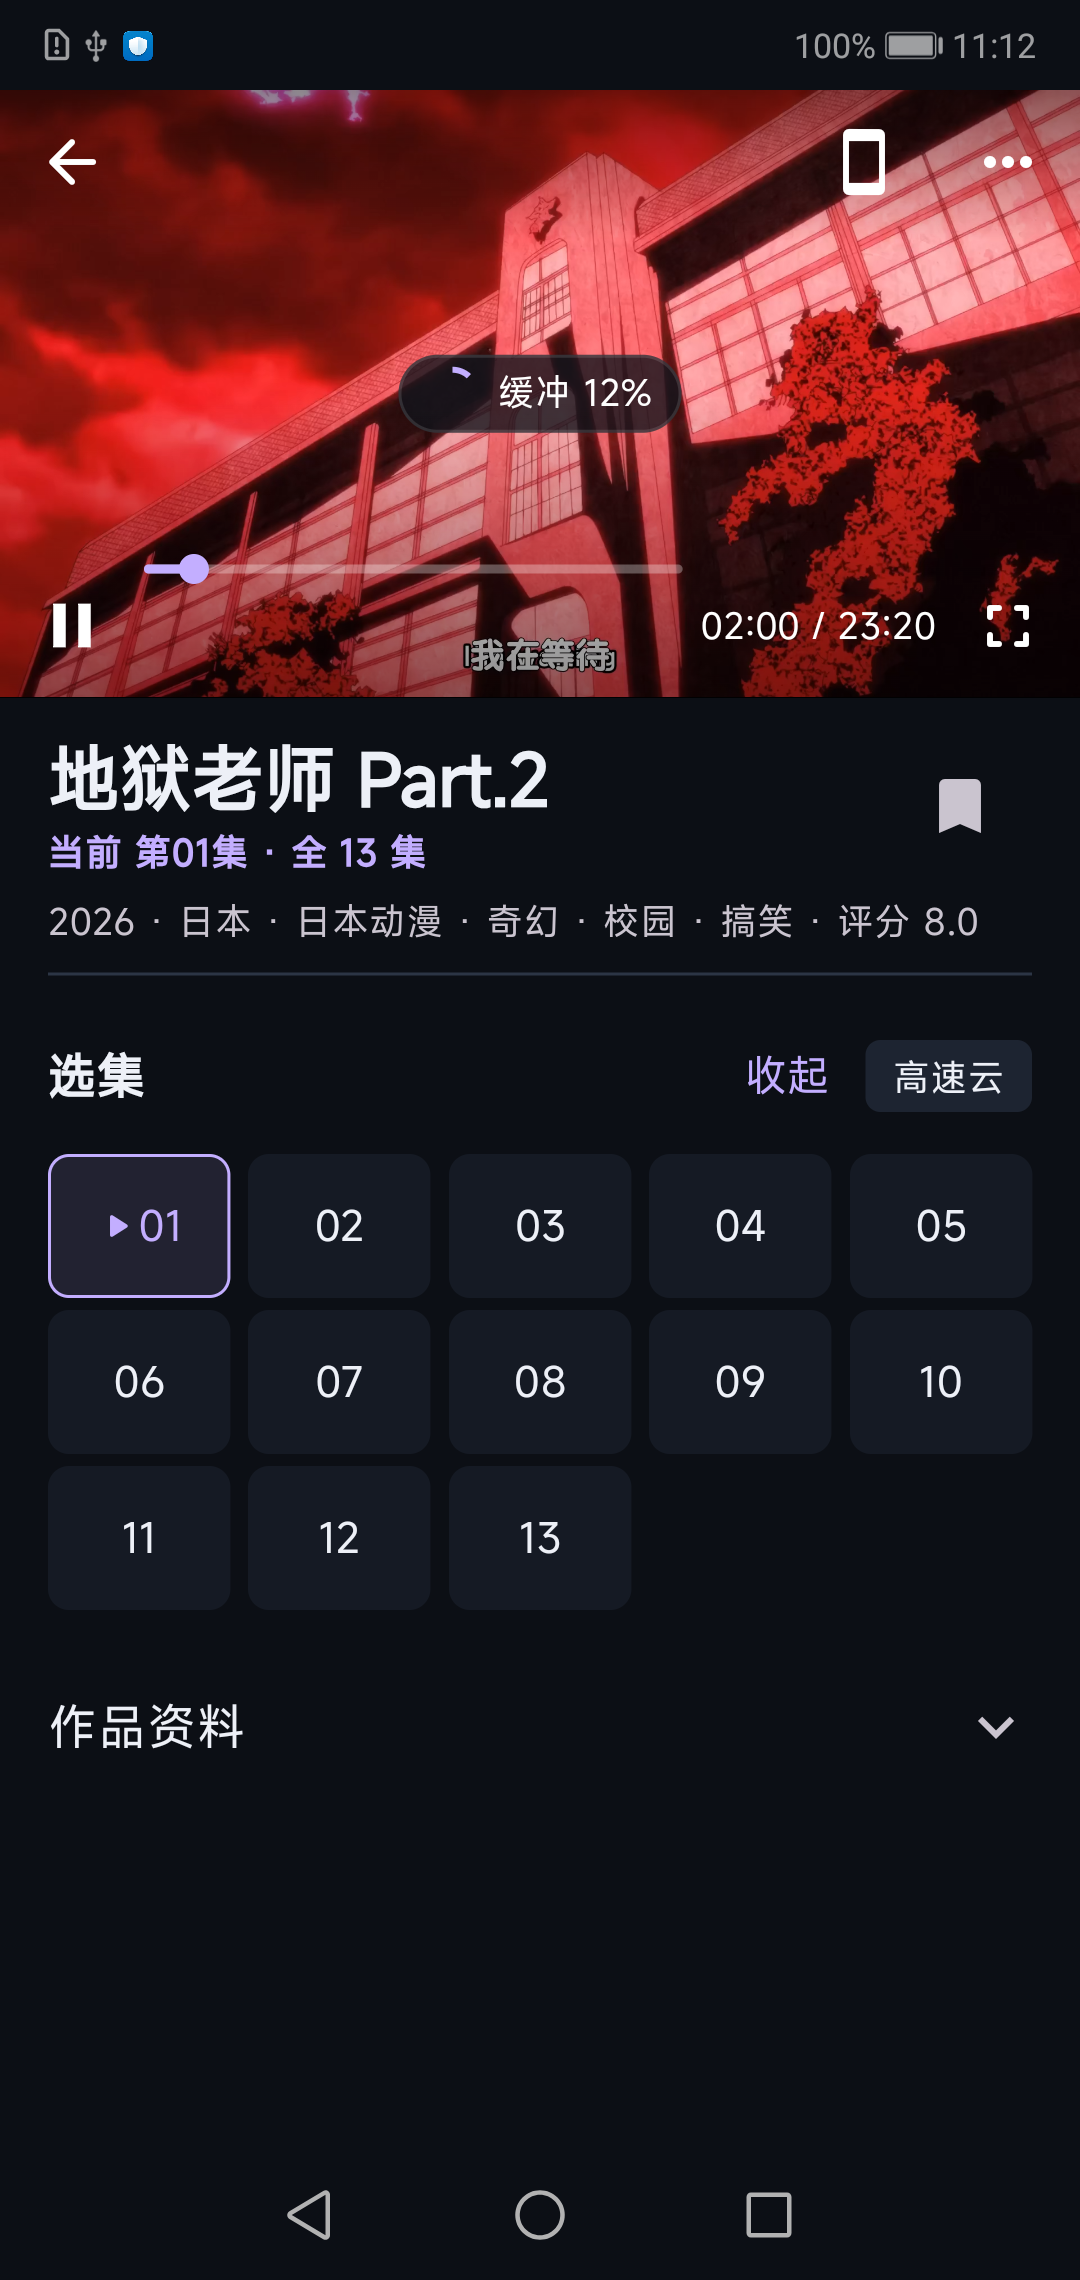 100% 11:12
缓冲 12%
02:00 / 23:20
我在等待
地狱老师 Part.2
当前 第01集 · 全 13 集
2026 · 日本 · 日本动漫 · 奇幻 · 校园 · 搞笑 · 评分 8.0
选集 收起 高速云
01 02 03 04 05
06 07 08 09 10
11 12 13
作品资料